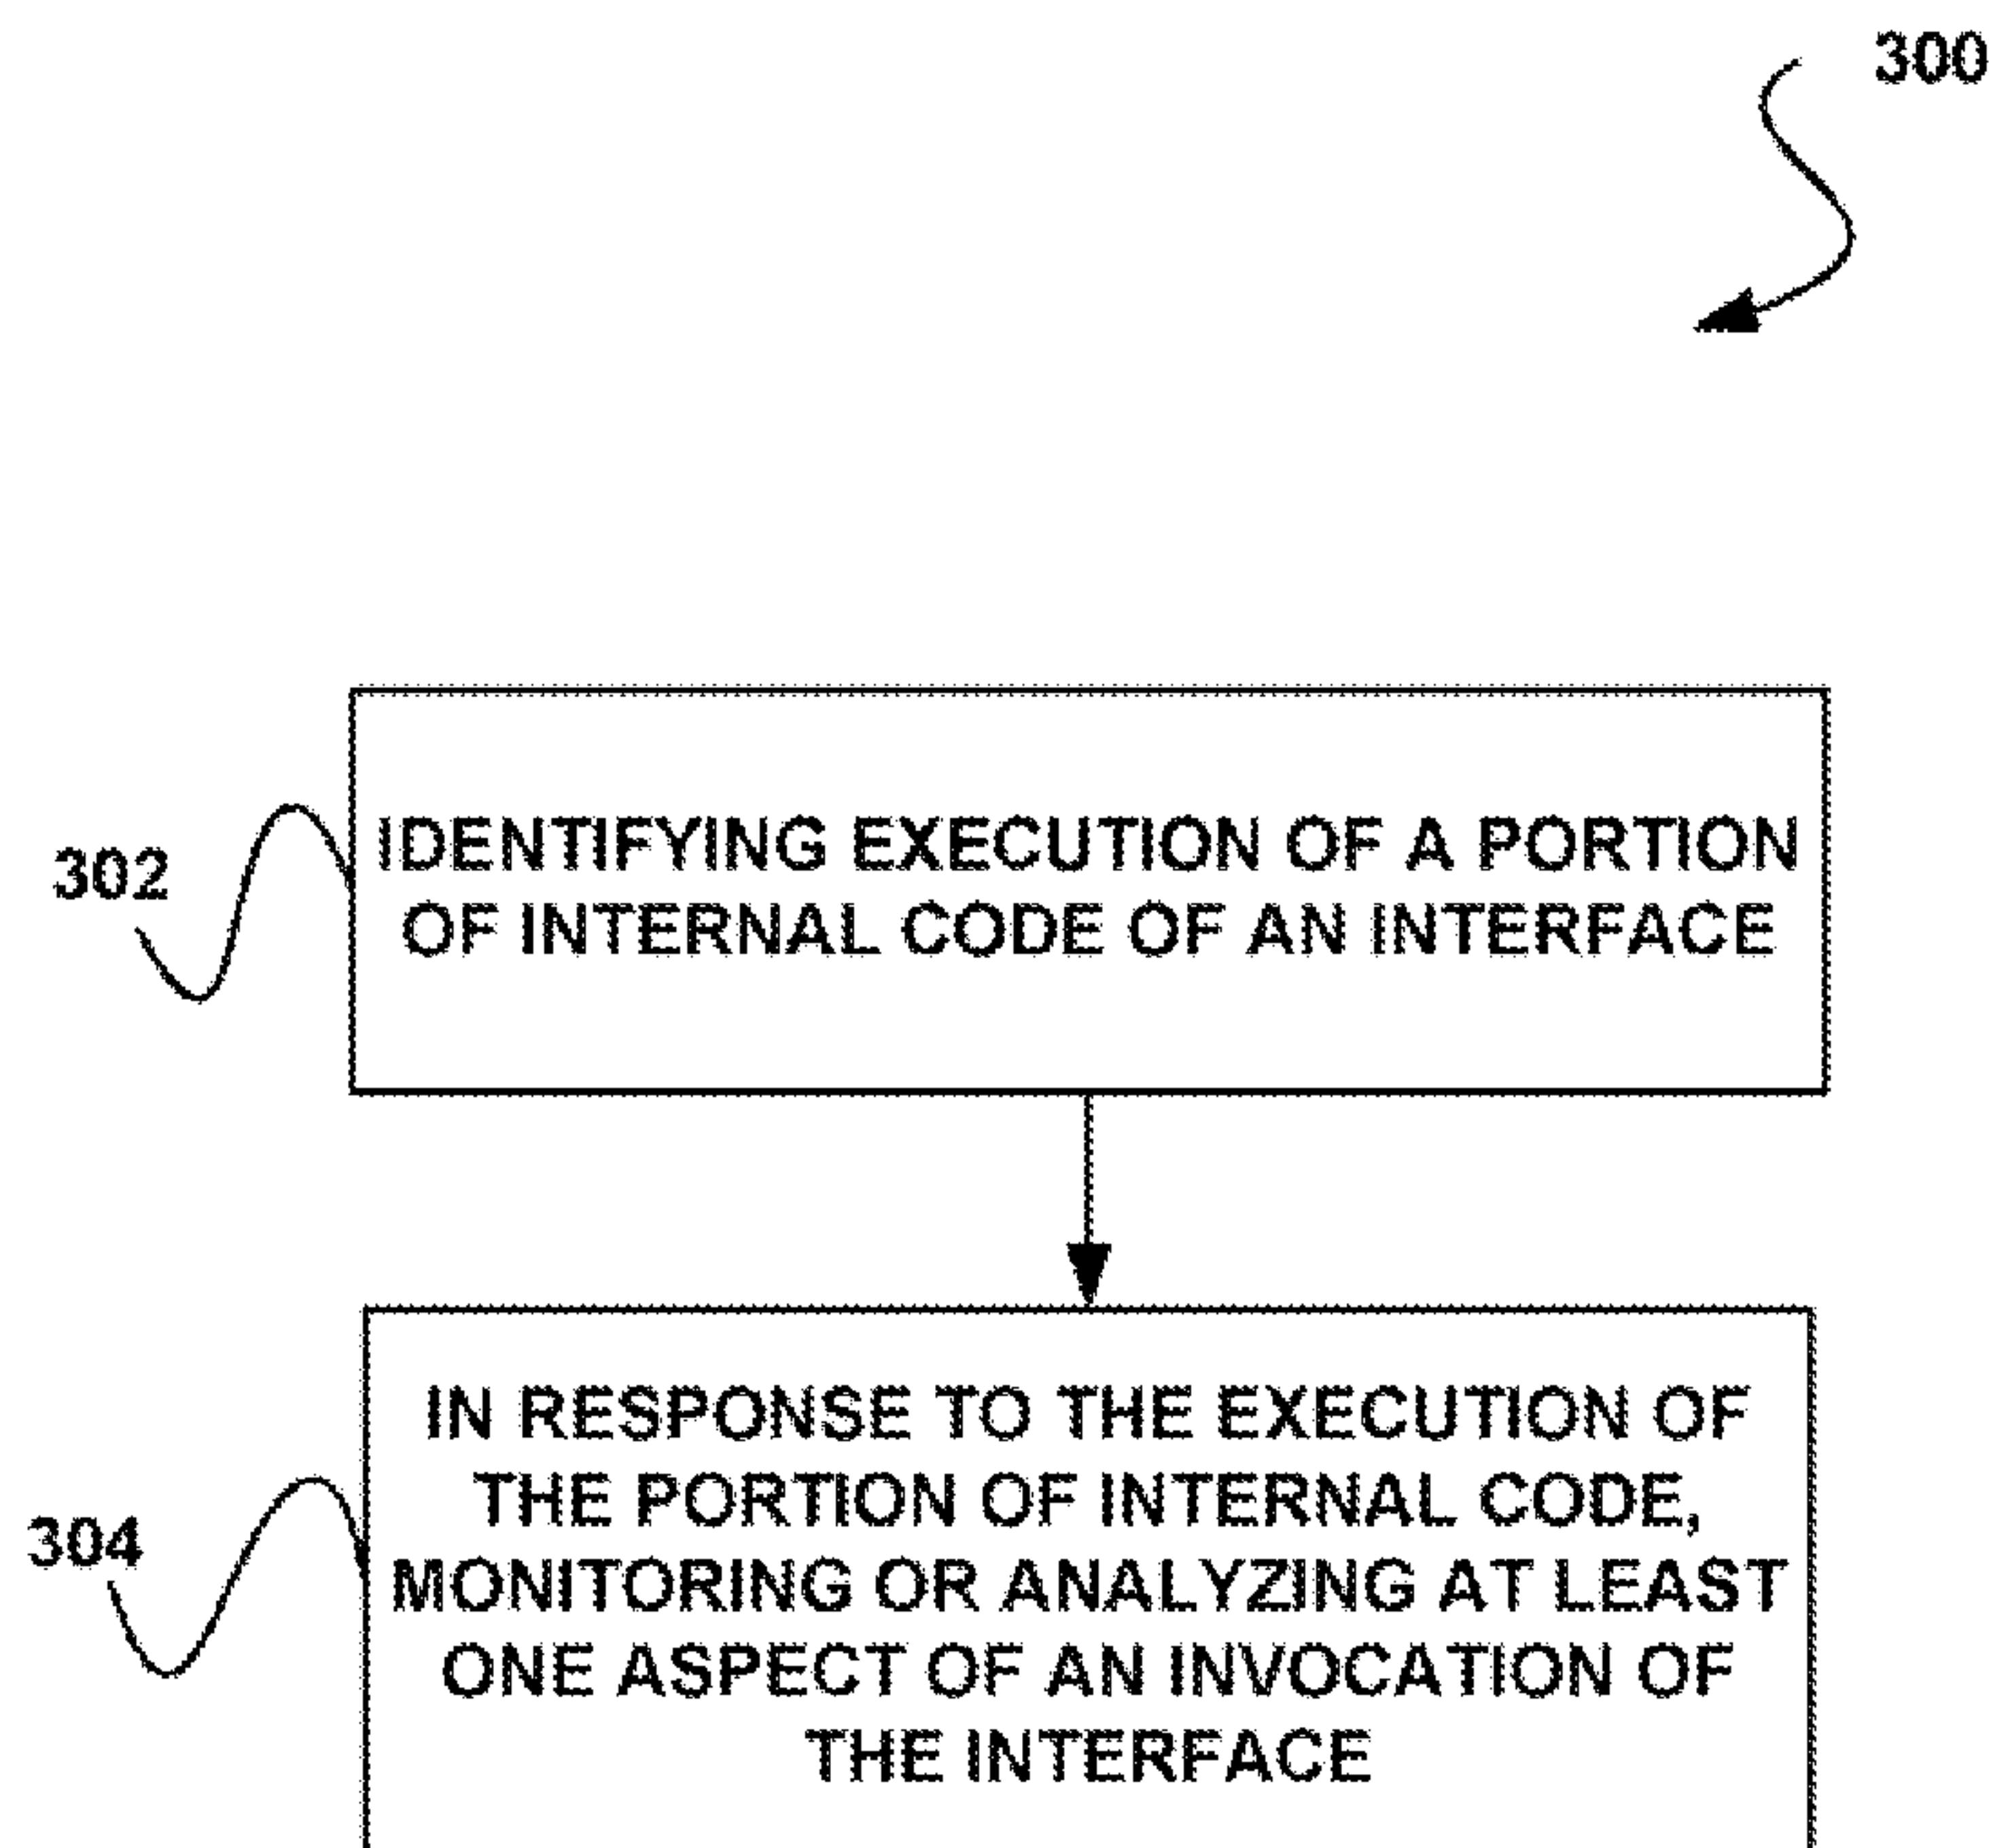 300
302
IDENTIFYING EXECUTION OF A PORTION
OF INTERNAL CODE OF AN INTERFACE
304
IN RESPONSE TO THE EXECUTION OF
THE PORTION OF INTERNAL CODE,
MONITORING OR ANALYZING AT LEAST
ONE ASPECT OF AN INVOCATION OF
THE INTERFACE